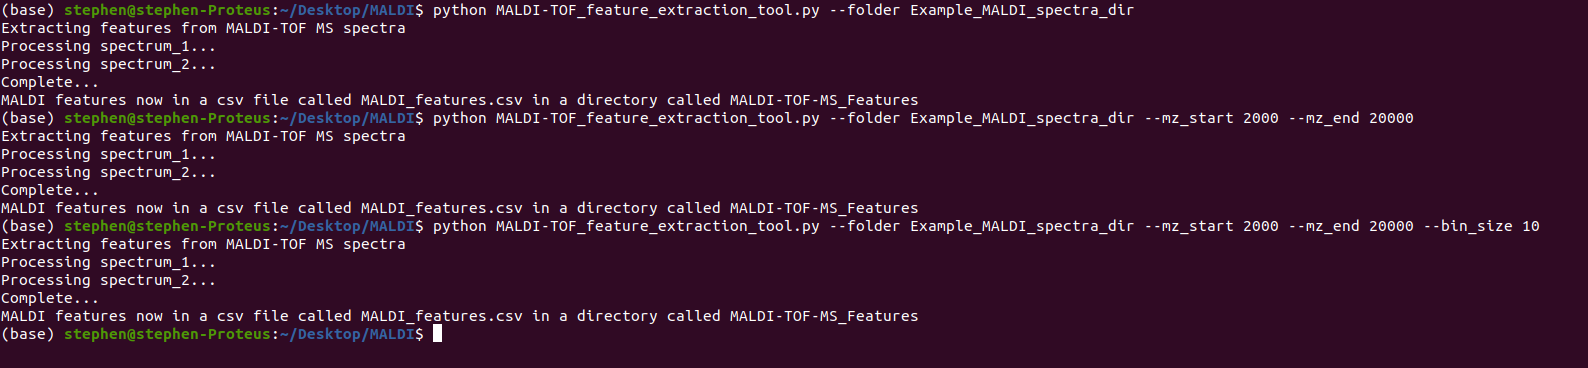 (base) stephen@stephen-Proteus:~/Desktop/MALDI$ python MALDI-TOF_feature_extraction_tool.py --folder Example_MALDI_spectra_dir
Extracting features from MALDI-TOF MS spectra
Processing spectrum_1...
Processing spectrum_2...
Complete...
MALDI features now in a csv file called MALDI_features.csv in a directory called MALDI-TOF-MS_Features
(base) stephen@stephen-Proteus:~/Desktop/MALDI$ python MALDI-TOF_feature_extraction_tool.py --folder Example_MALDI_spectra_dir --mz_start 2000 --mz_end 20000
Extracting features from MALDI-TOF MS spectra
Processing spectrum_1...
Processing spectrum_2...
Complete...
MALDI features now in a csv file called MALDI_features.csv in a directory called MALDI-TOF-MS_Features
(base) stephen@stephen-Proteus:~/Desktop/MALDI$ python MALDI-TOF_feature_extraction_tool.py --folder Example_MALDI_spectra_dir --mz_start 2000 --mz_end 20000 --bin_size 10
Extracting features from MALDI-TOF MS spectra
Processing spectrum_1...
Processing spectrum_2...
Complete...
MALDI features now in a csv file called MALDI_features.csv in a directory called MALDI-TOF-MS_Features
(base) stephen@stephen-Proteus:~/Desktop/MALDI$